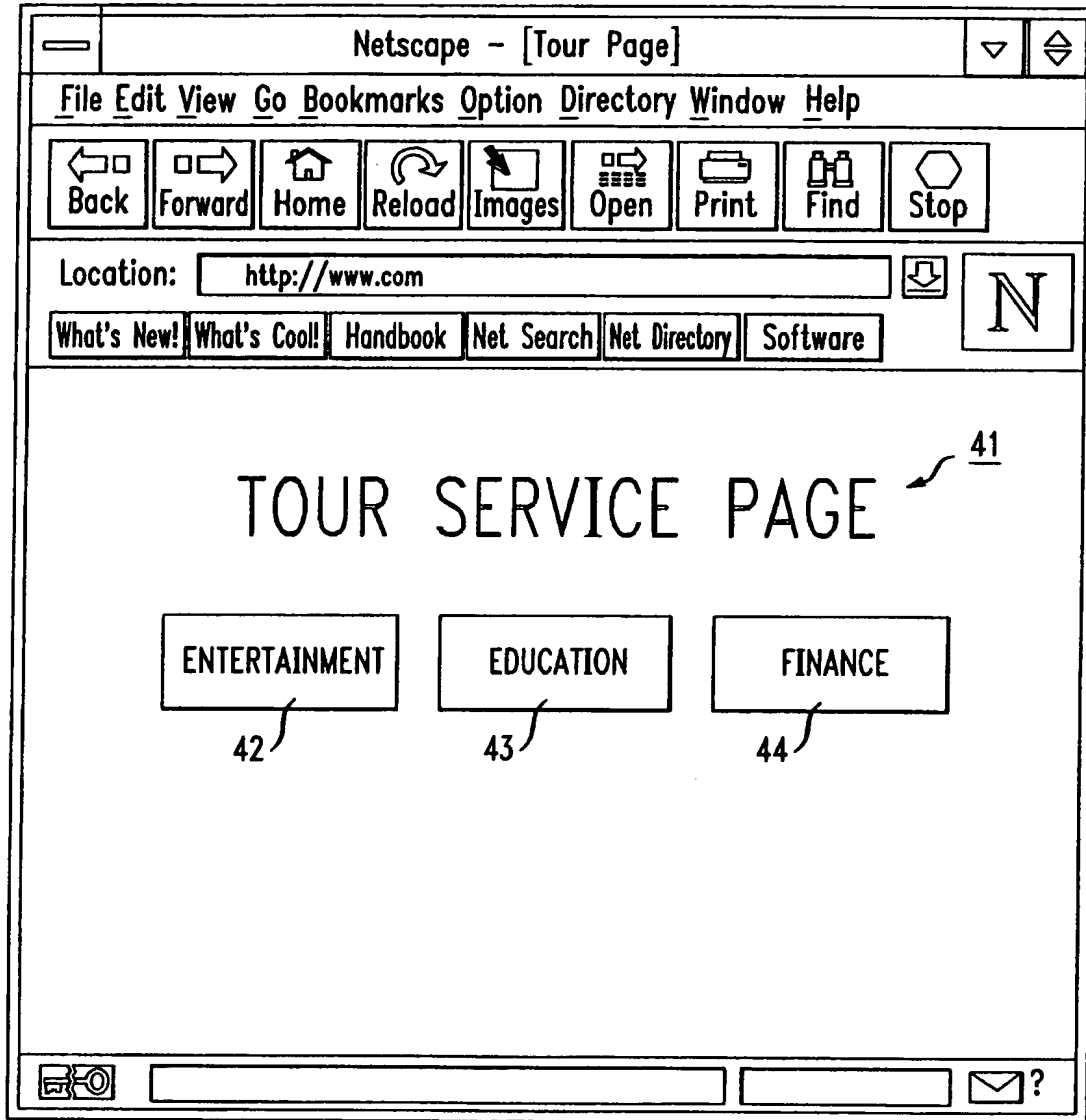 Netscape - [Tour Page]
File Edit View Go Bookmarks Option Directory Window Help
Back Forward Home Reload Images Open Print Find Stop
Location: http://www.com
N
What's New! What's Cool! Handbook Net Search Net Directory Software
41
TOUR SERVICE PAGE
ENTERTAINMENT EDUCATION FINANCE
42 43 44
?